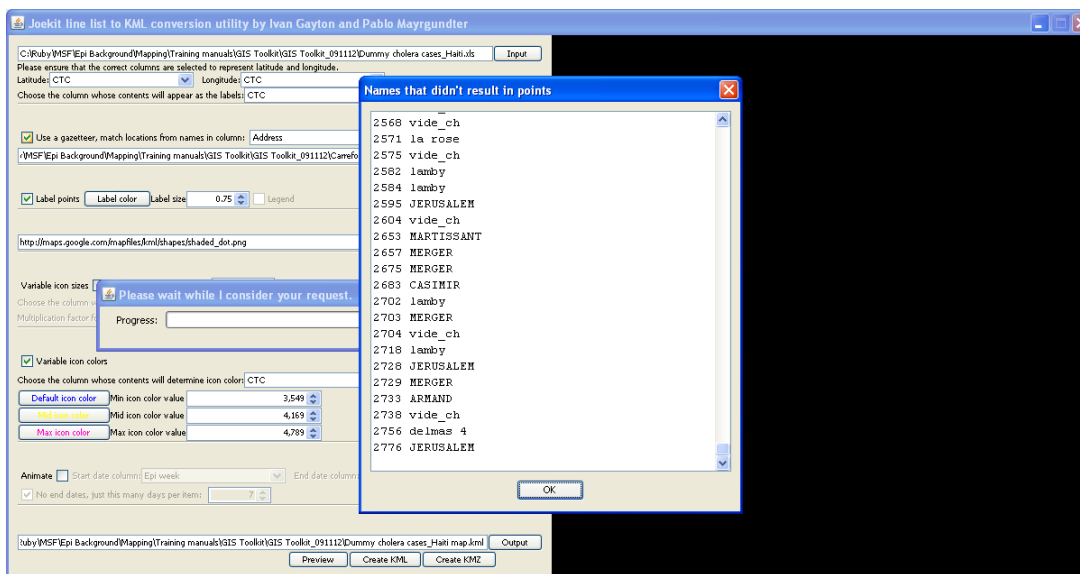 Joekit line list to KML conversion utility by Ivan Gayton and Pablo Mayrgundter
C:\Ruby\MSF\Epi Background\Mapping\Training manuals\GIS Toolkit\GIS Toolkit_091112\Dummy cholera cases_Haiti.xls Input
Please ensure that the correct columns are selected to represent latitude and longitude.
Latitude: CTC Longitude: CTC
Choose the column whose contents will appear as the labels: CTC
Use a gazetteer, match locations from names in column: Address
\MSF\Epi Background\Mapping\Training manuals\GIS Toolkit\GIS Toolkit_091112\Carrefo
Label points Label color Label size 0.75 Legend
http://maps.google.com/mapfiles/kml/shapes/shaded_dot.png
Variable icon sizes
Choose the column
Multiplication factor
Please wait while I consider your request.
Progress:
Variable icon colors
Choose the column whose contents will determine icon color: CTC
Default icon color Min icon color value 3,549
Mid icon color Mid icon color value 4,169
Max icon color Max icon color value 4,789
Animate Start date column: Epi week End date column:
No end dates, just this many days per item: 7
Ruby\MSF\Epi Background\Mapping\Training manuals\GIS Toolkit\GIS Toolkit_091112\Dummy cholera cases_Haiti map.kml Output
Preview Create KML Create KMZ
Names that didn't result in points
2568 vide_ch
2571 la rose
2575 vide_ch
2582 lamby
2584 lamby
2595 JERUSALEM
2604 vide_ch
2653 MARTISSANT
2657 MERGER
2675 MERGER
2683 CASIMIR
2702 lamby
2703 MERGER
2704 vide_ch
2718 lamby
2728 JERUSALEM
2729 MERGER
2733 ARMAND
2738 vide_ch
2756 delmas 4
2776 JERUSALEM
OK